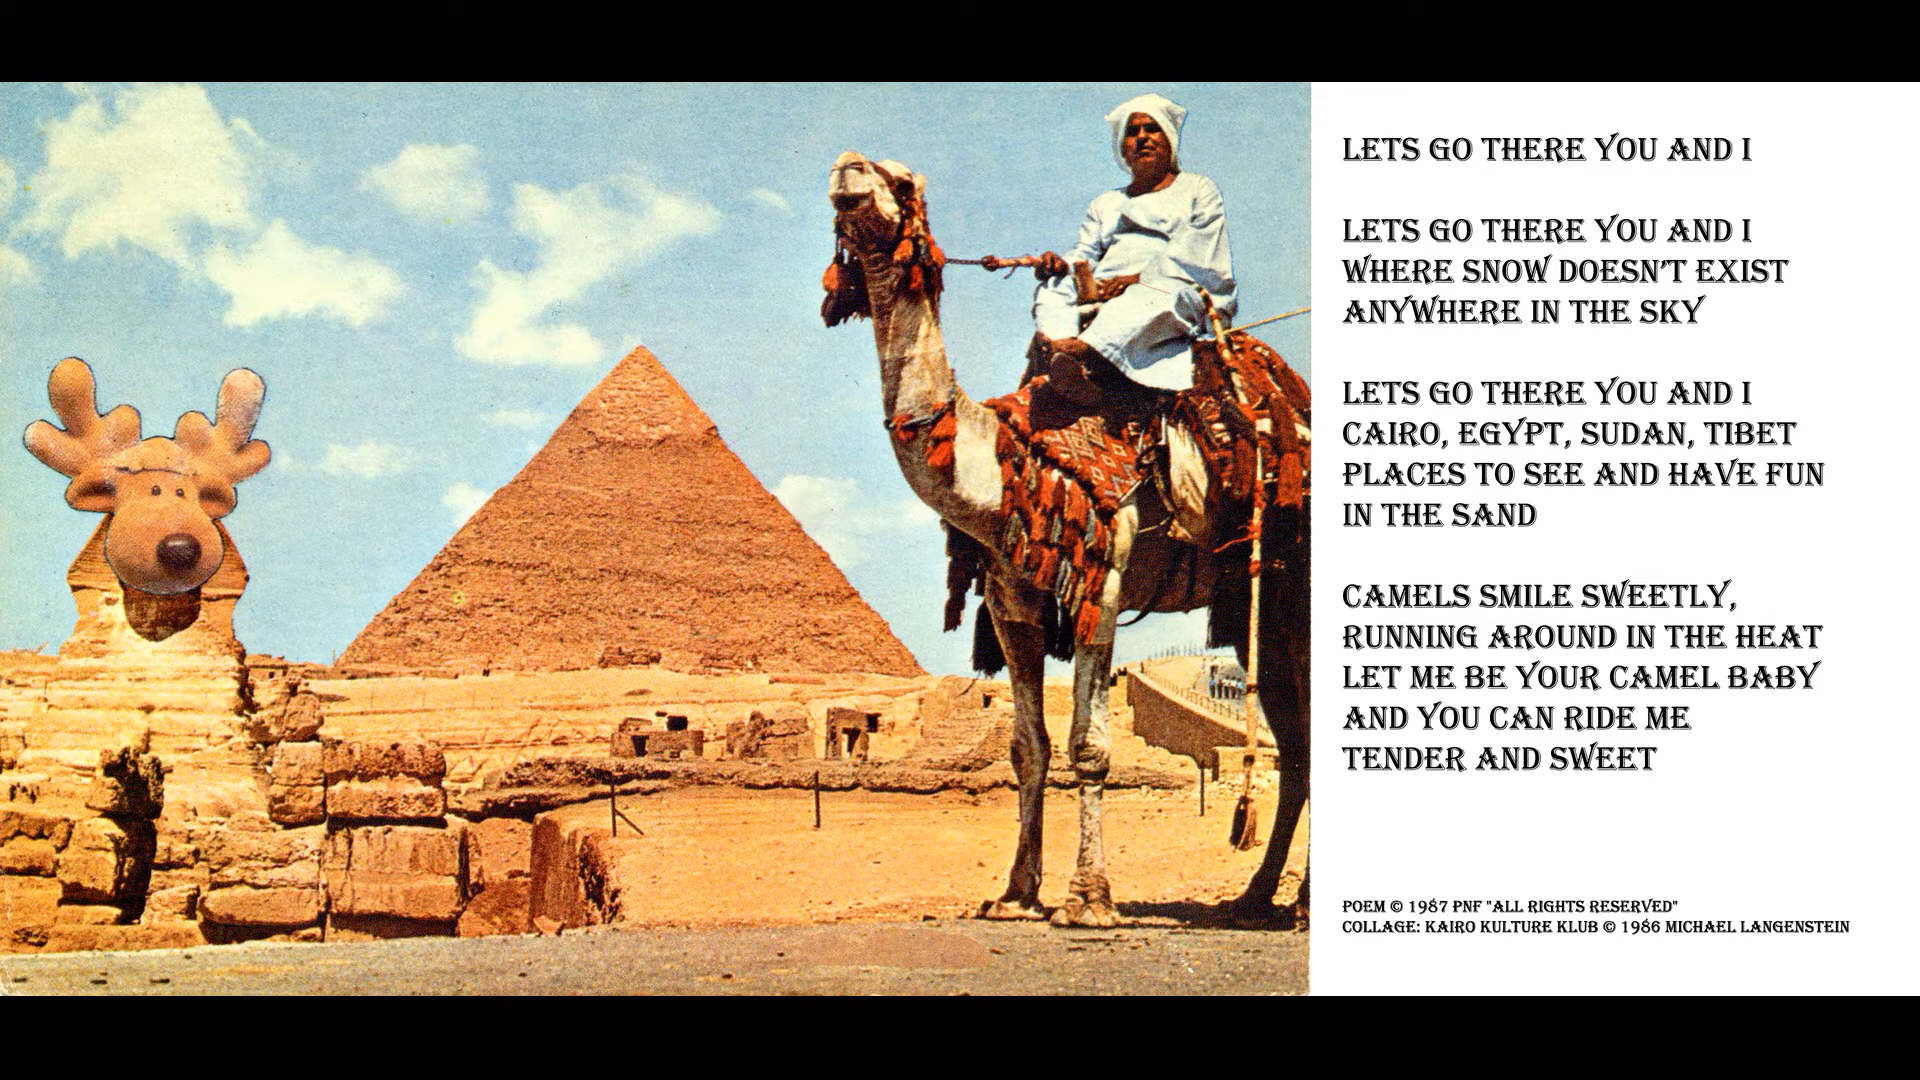 LETS GO THERE YOU AND I
LETS GO THERE YOU AND I
WHERE SNOW DOESN'T EXIST
ANYWHERE IN THE SKY
LETS GO THERE YOU AND I
CAIRO, EGYPT, SUDAN, TIBET
PLACES TO SEE AND HAVE FUN
IN THE SAND
CAMELS SMILE SWEETLY,
RUNNING AROUND IN THE HEAT
LET ME BE YOUR CAMEL BABY
AND YOU CAN RIDE ME
TENDER AND SWEET
POEM © 1987 PNF "ALL RIGHTS RESERVED"
COLLAGE: KAIRO KULTURE KLUB © 1986 MICHAEL LANGENSTEIN